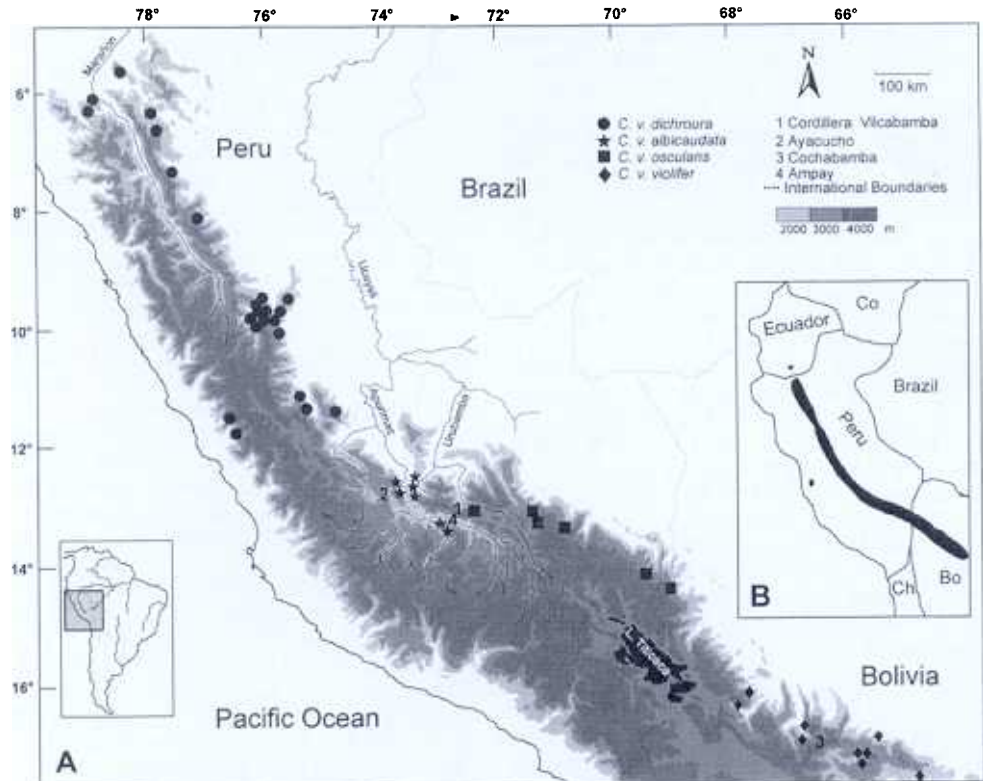 78° 76° 74° 72° 70° 68° 66°
6°
8°
10°
12°
14°
16°
Marañon
Peru
Brazil
N
100 km
C. v. dichroura
C. v. albicaudata
C. v. osculans
C. v. violifer
1 Cordillera Vilcabamba
2 Ayacucho
3 Cochabamba
4 Ampay
International Boundaries
2000 3000 4000 m
Ucayali
Apurimac
Urubamba
2
1
4
L. Titicaca
3
Bolivia
Pacific Ocean
A
Ecuador
Co
Brazil
Peru
Bo
Ch
B